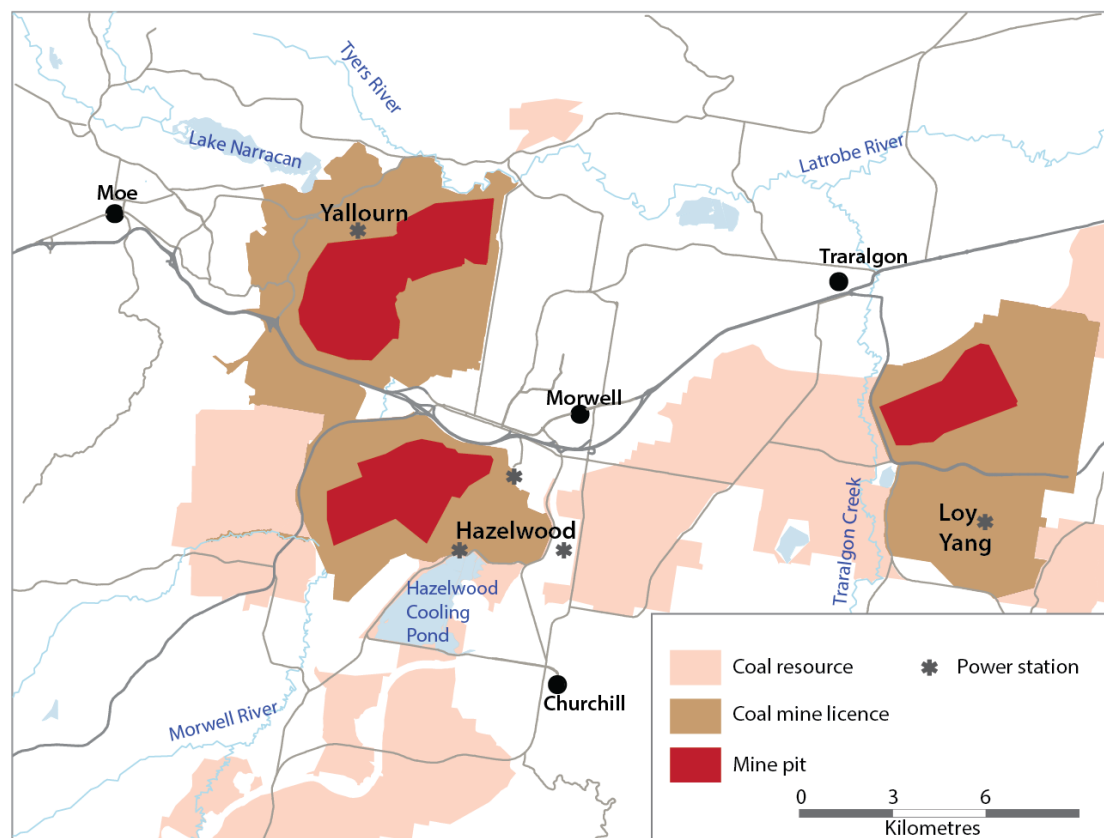 Tyers River
Latrobe River
Lake Narracan
Moe
Yallourn
Traralgon
Morwell
Hazelwood
Loy
Yang
Traralgon Creek
Hazelwood
Cooling
Pond
Churchill
Morwell River
Coal resource
Power station
Coal mine licence
Mine pit
0 3 6
Kilometres